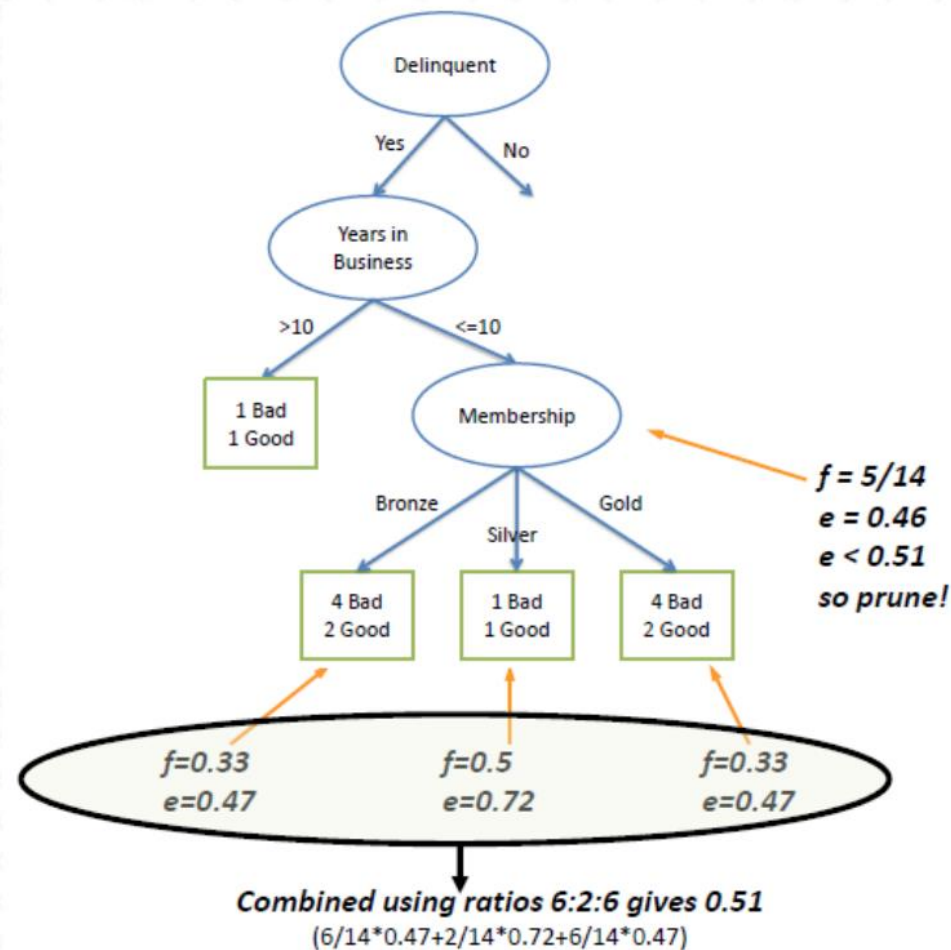 Delinquent
Yes
No
Years in
Business
>10
<=10
1 Bad
1 Good
Membership
f = 5/14
e = 0.46
e < 0.51
so prune!
Bronze
Silver
Gold
4 Bad
2 Good
1 Bad
1 Good
4 Bad
2 Good
f=0.33
e=0.47
f=0.5
e=0.72
f=0.33
e=0.47
Combined using ratios 6:2:6 gives 0.51
(6/14*0.47+2/14*0.72+6/14*0.47)